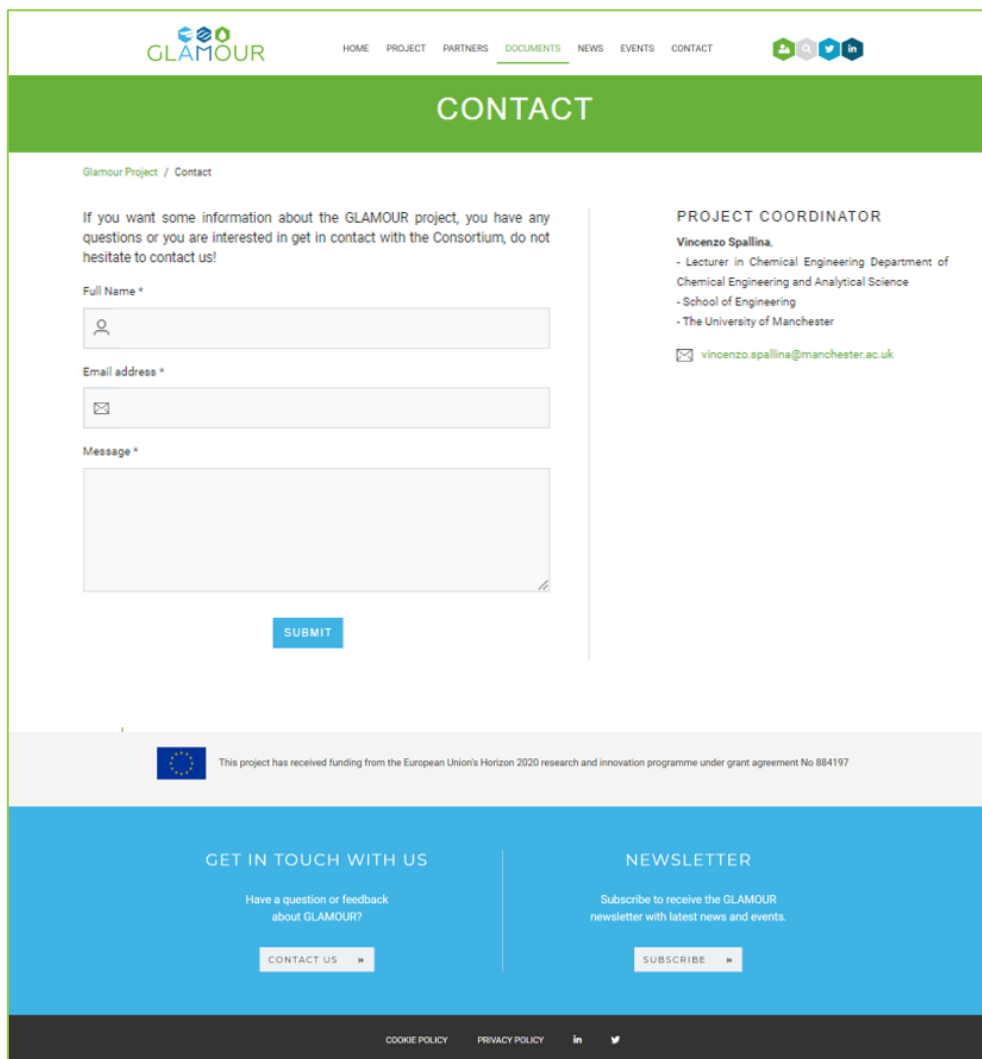 GLAMOUR
HOME PROJECT PARTNERS DOCUMENTS NEWS EVENTS CONTACT
in
CONTACT
Glamour Project / Contact
If you want some information about the GLAMOUR project, you have any
questions or you are interested in get in contact with the Consortium, do not
hesitate to contact us!
Full Name *
Email address *
Message *
SUBMIT
PROJECT COORDINATOR
Vincenzo Spallina,
- Lecturer in Chemical Engineering Department of
Chemical Engineering and Analytical Science
- School of Engineering
- The University of Manchester
vincenzo.spallina@manchester.ac.uk
This project has received funding from the European Union's Horizon 2020 research and innovation programme under grant agreement No 884197
GET IN TOUCH WITH US
Have a question or feedback
about GLAMOUR?
CONTACT US »
NEWSLETTER
Subscribe to receive the GLAMOUR
newsletter with latest news and events.
SUBSCRIBE »
COOKIE POLICY PRIVACY POLICY in